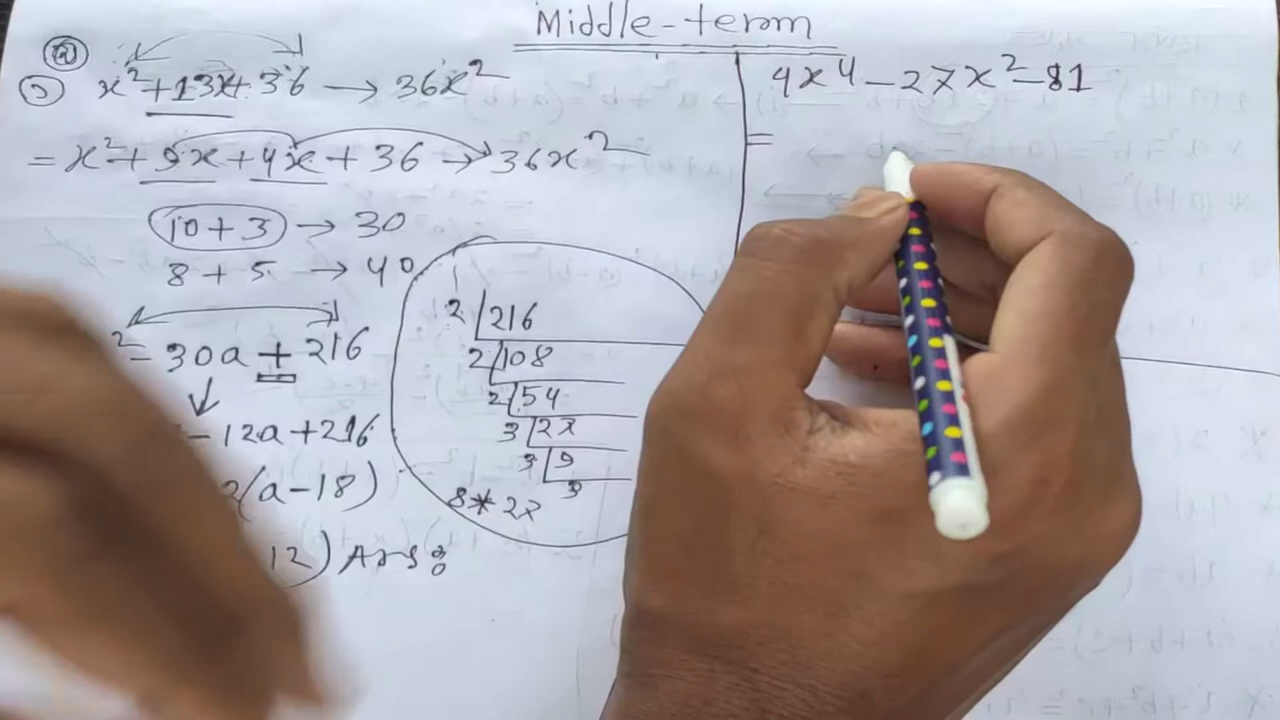 Middle-term
x²+13x+36 → 36x²
= x²+9x+4x+36 → 36x²
10+3 → 30
8+5 → 40
² - 30a + 216
- 12a+216
(a-18)
12) Ans:
2 216
2 108
2 54
3 27
3 9
3
8*27
4x⁴-27x²-81
=